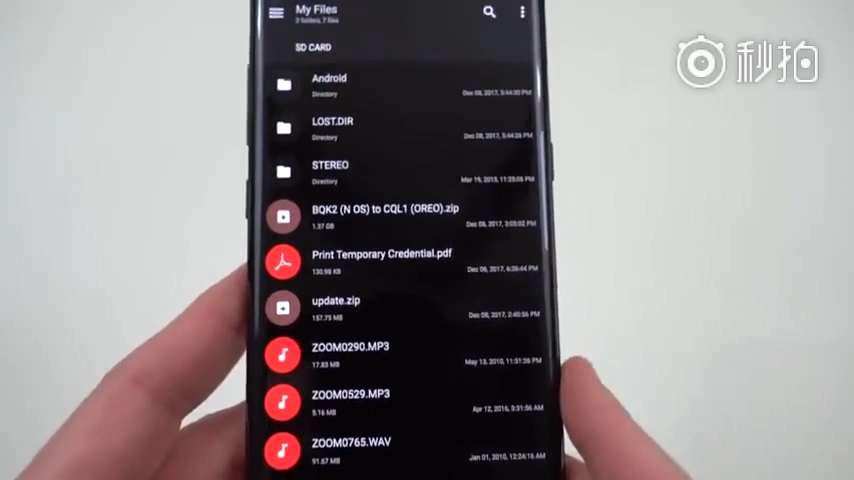 My Files
3 folders, 7 files
秒拍
SD CARD
Android
Directory
Dec 08, 2017, 5:44:30 PM
LOST.DIR
Directory
Dec 08, 2017, 5:44:26 PM
STEREO
Directory
Mar 19, 2015, 11:25:06 PM
BQK2 (N OS) to CQL1 (OREO).zip
1.37 GB
Dec 08, 2017, 3:05:02 PM
Print Temporary Credential.pdf
130.98 KB
Dec 08, 2017, 6:26:44 PM
update.zip
157.75 MB
Dec 08, 2017, 2:40:56 PM
ZOOM0290.MP3
17.83 MB
May 13, 2010, 11:51:36 PM
ZOOM0529.MP3
5.16 MB
Apr 12, 2016, 3:31:56 AM
ZOOM0765.WAV
91.67 MB
Jan 01, 2010, 12:24:16 AM